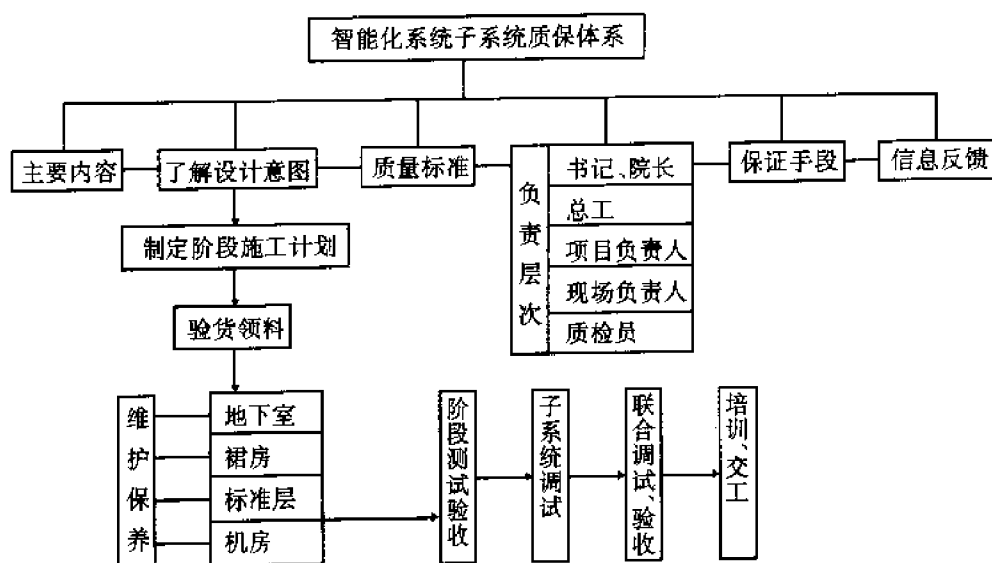 智能化系统子系统质保体系
主要内容
了解设计意图
质量标准
负责层次
书记、院长
总工
项目负责人
现场负责人
质检员
保证手段
信息反馈
制定阶段施工计划
验货领料
维护保养
地下室
裙房
标准层
机房
阶段测试验收
子系统调试
联合调试、验收
培训、交工